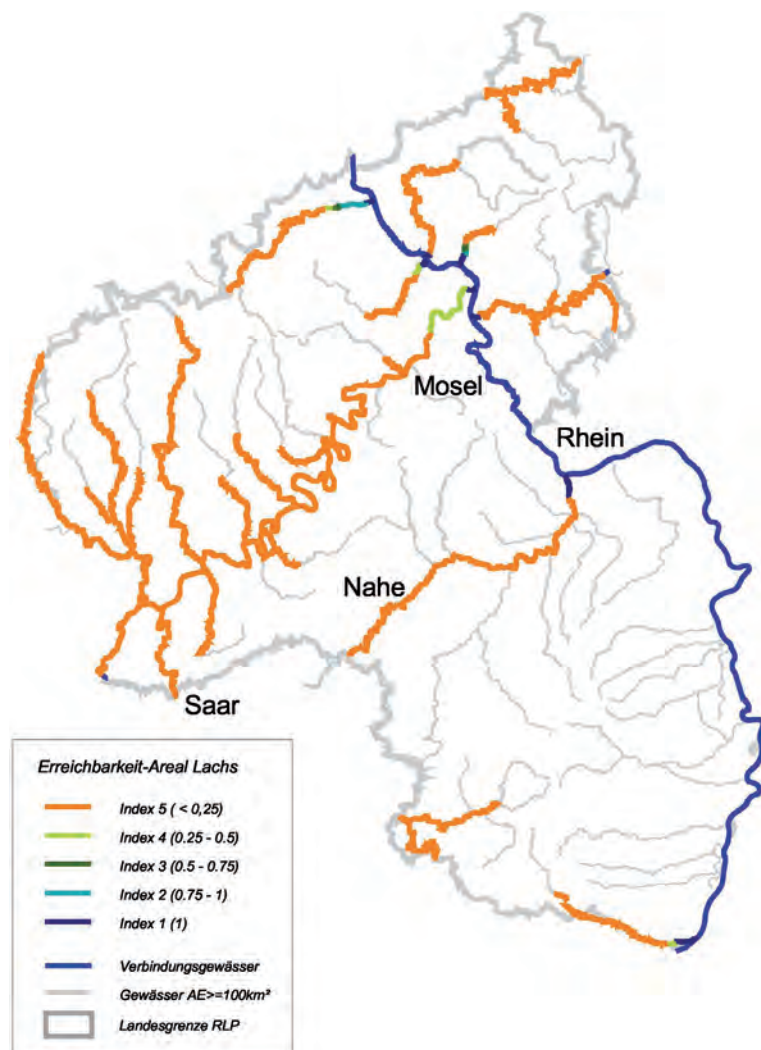 Mosel
Rhein
Nahe
Saar
Erreichbarkeit-Areal Lachs
Index 5 ( < 0,25)
Index 4 (0.25 - 0.5)
Index 3 (0.5 - 0.75)
Index 2 (0.75 - 1)
Index 1 (1)
Verbindungsgewässer
Gewässer AE>=100km²
Landesgrenze RLP